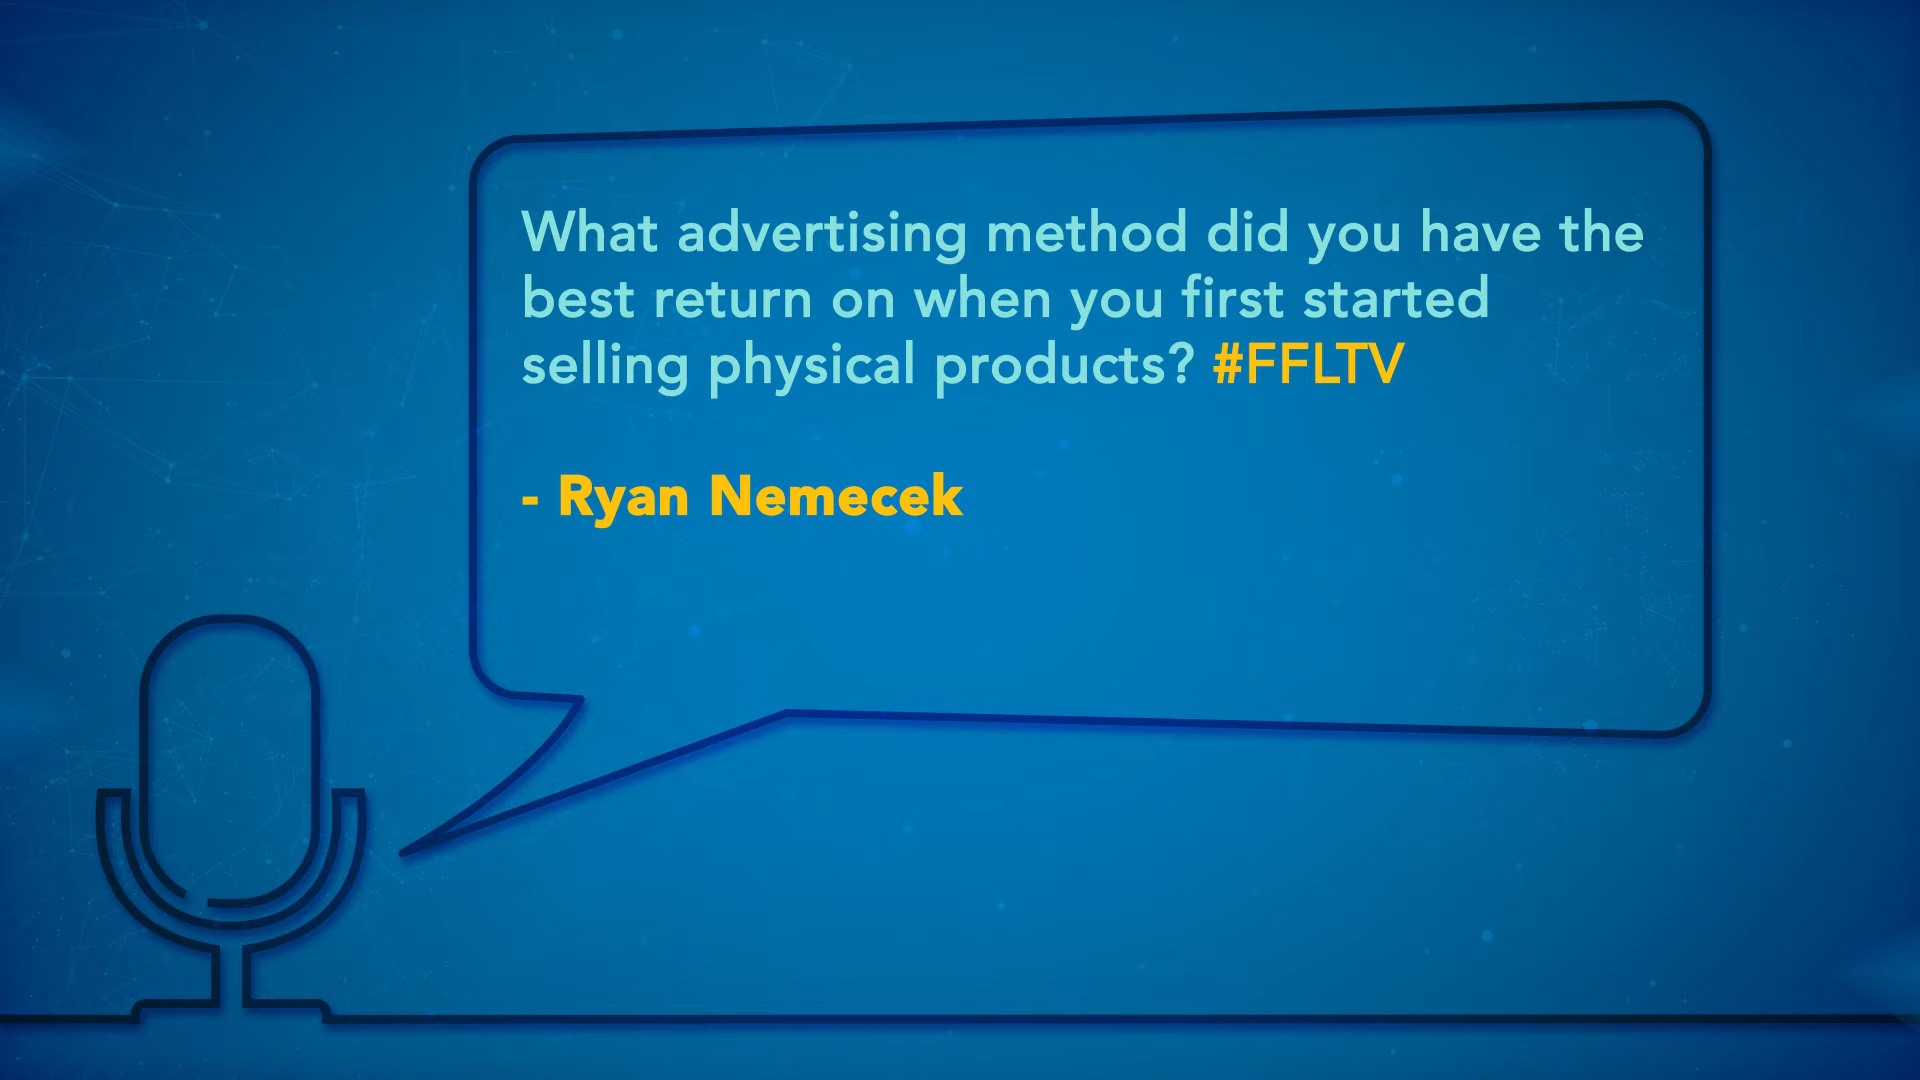 What advertising method did you have the
best return on when you first started
selling physical products? #FFLTV
- Ryan Nemecek